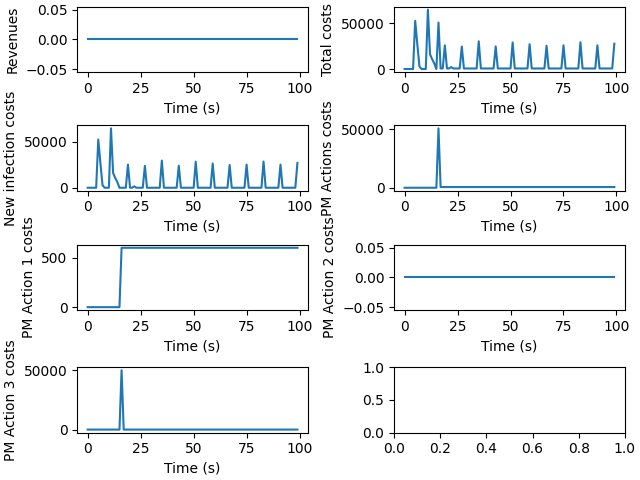 Revenues
0.05
0.00
−0.05
0 25 50 75 100
Time (s)
Total costs
50000
0
0 25 50 75 100
Time (s)
New infection costs
50000
0
0 25 50 75 100
Time (s)
PM Actions costs
50000
0
0 25 50 75 100
Time (s)
PM Action 1 costs
500
0
0 25 50 75 100
Time (s)
PM Action 2 costs
0.05
0.00
−0.05
0 25 50 75 100
Time (s)
PM Action 3 costs
50000
0
0 25 50 75 100
Time (s)
1.0
0.5
0.0
0.0 0.2 0.4 0.6 0.8 1.0